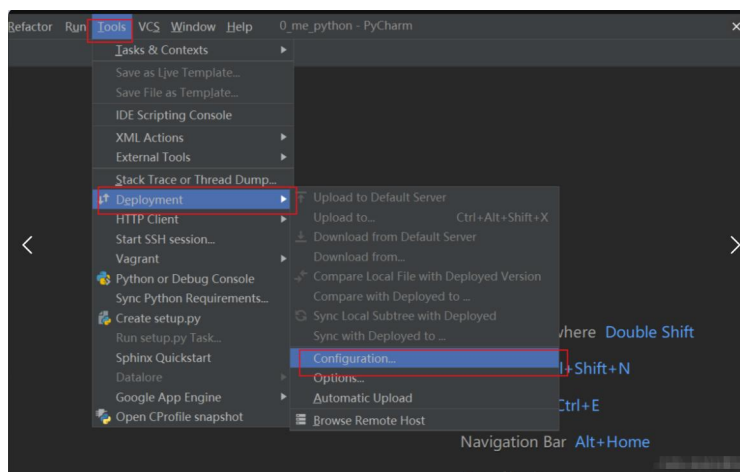 Refactor Run Tools VCS Window Help 0_me_python - PyCharm
Tasks & Contexts
Save as Live Template...
Save File as Template...
IDE Scripting Console
XML Actions
External Tools
Stack Trace or Thread Dump...
Deployment
HTTP Client
Start SSH session...
Vagrant
Python or Debug Console
Sync Python Requirements...
Create setup.py
Run setup.py Task...
Sphinx Quickstart
Datalore
Google App Engine
Open CProfile snapshot
Upload to Default Server
Upload to... Ctrl+Alt+Shift+X
Download from Default Server
Download from...
Compare Local File with Deployed Version
Compare with Deployed to ...
Sync Local Subtree with Deployed
Sync with Deployed to ...
Configuration...
Options...
Automatic Upload
Browse Remote Host
where Double Shift
l+Shift+N
Ctrl+E
Navigation Bar Alt+Home